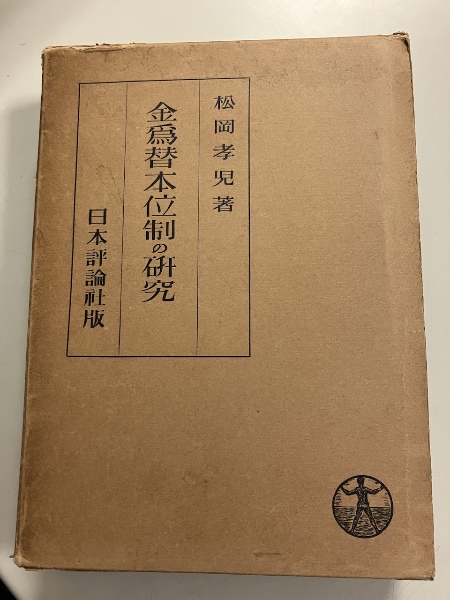 松岡孝児著
金為替本位制の研究
日本評論社版